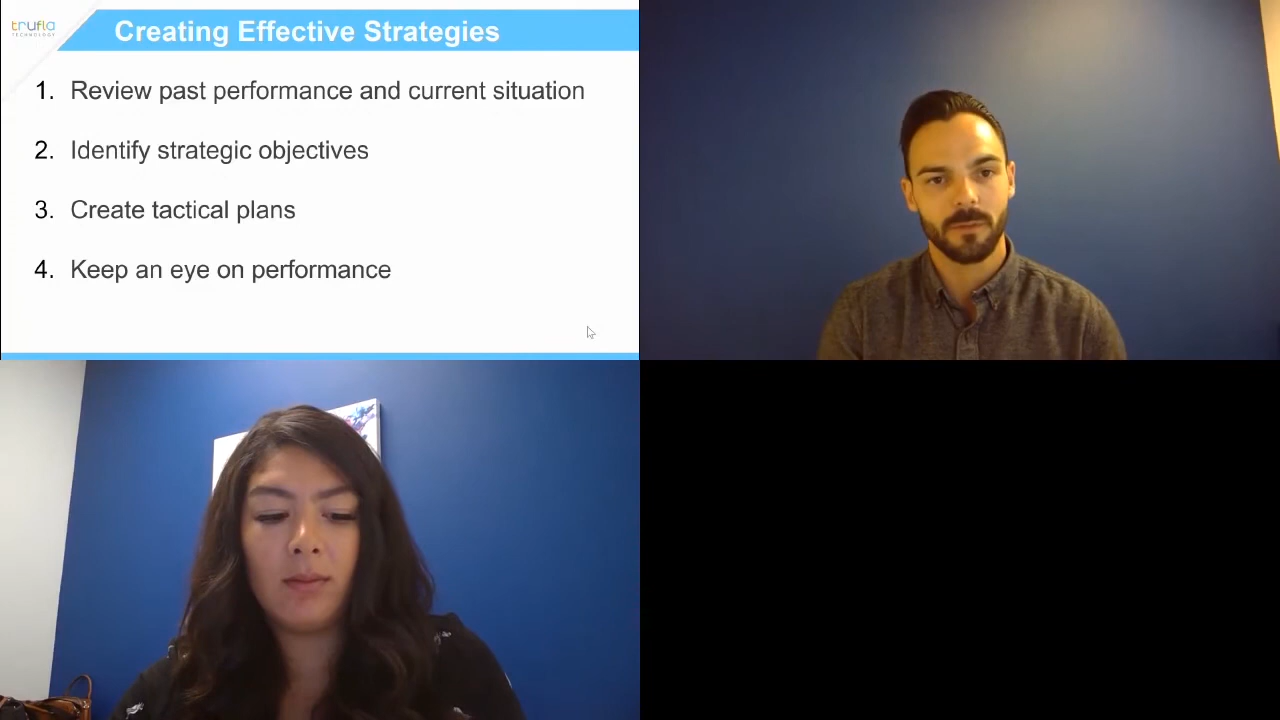 trufla
TECHNOLOGY
Creating Effective Strategies
1. Review past performance and current situation
2. Identify strategic objectives
3. Create tactical plans
4. Keep an eye on performance